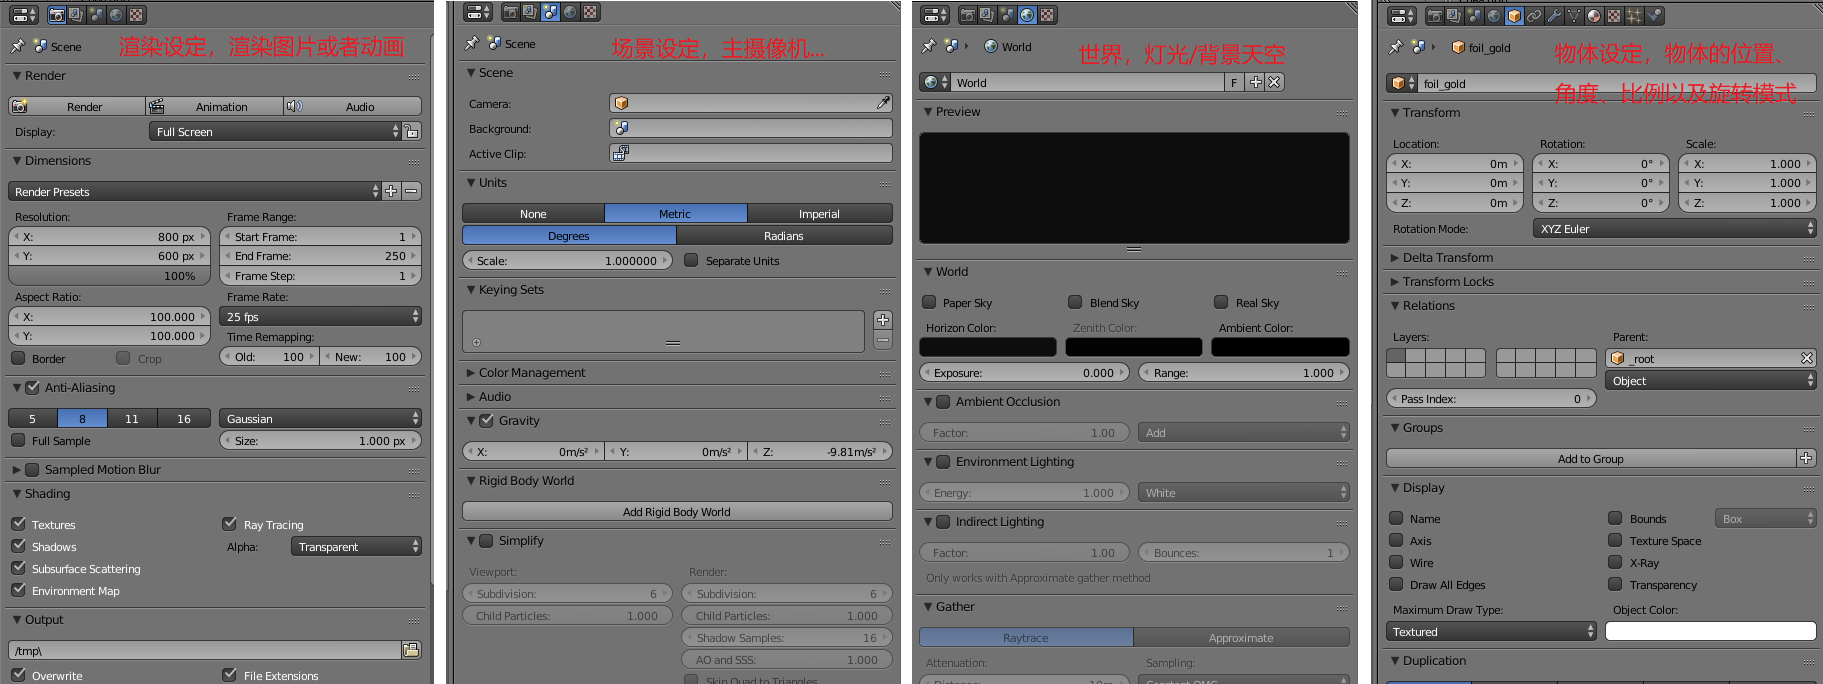 Scene
渲染设定，渲染图片或者动画
Render
Render
Animation
Audio
Display:
Full Screen
Dimensions
Render Presets
Resolution:
Frame Range:
X: 800 px
Start Frame: 1
Y: 600 px
End Frame: 250
100%
Frame Step: 1
Aspect Ratio:
Frame Rate:
X: 100.000
25 fps
Y: 100.000
Time Remapping:
Border
Crop
Old: 100
New: 100
Anti-Aliasing
5
8
11
16
Gaussian
Full Sample
Size: 1.000 px
Sampled Motion Blur
Shading
Textures
Ray Tracing
Shadows
Alpha:
Transparent
Subsurface Scattering
Environment Map
Output
/tmp\
Overwrite
File Extensions
Scene
场景设定，主摄像机...
Scene
Camera:
Background:
Active Clip:
Units
None
Metric
Imperial
Degrees
Radians
Scale: 1.000000
Separate Units
Keying Sets
Color Management
Audio
Gravity
X: 0m/s²
Y: 0m/s²
Z: -9.81m/s²
Rigid Body World
Add Rigid Body World
Simplify
Viewport:
Render:
Subdivision: 6
Subdivision: 6
Child Particles: 1.000
Child Particles: 1.000
Shadow Samples: 16
AO and SSS: 1.000
Skip Quad to Triangles
World
世界，灯光/背景天空
World
F
Preview
World
Paper Sky
Blend Sky
Real Sky
Horizon Color:
Zenith Color:
Ambient Color:
Exposure: 0.000
Range: 1.000
Ambient Occlusion
Factor: 1.00
Add
Environment Lighting
Energy: 1.000
White
Indirect Lighting
Factor: 1.00
Bounces: 1
Only works with Approximate gather method
Gather
Raytrace
Approximate
Attenuation:
Sampling:
Distance: 10m
Constant QMC
foil_gold
物体设定，物体的位置、
foil_gold
角度、比例以及旋转模式
Transform
Location:
Rotation:
Scale:
X: 0m
X: 0°
X: 1.000
Y: 0m
Y: 0°
Y: 1.000
Z: 0m
Z: 0°
Z: 1.000
Rotation Mode:
XYZ Euler
Delta Transform
Transform Locks
Relations
Layers:
Parent:
_root
Object
Pass Index: 0
Groups
Add to Group
Display
Name
Bounds
Box
Axis
Texture Space
Wire
X-Ray
Draw All Edges
Transparency
Maximum Draw Type:
Object Color:
Textured
Duplication